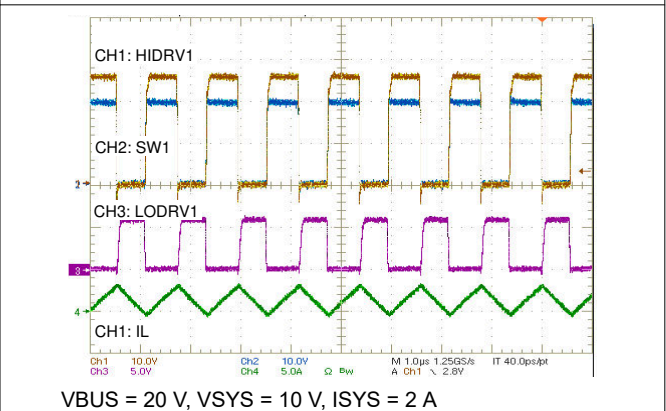 CH1: HIDRV1
CH2: SW1
2
CH3: LODRV1
3
4
CH1: IL
Ch1 10.0V Ch2 10.0V M 1.0µs 1.25GS/s IT 40.0ps/pt
Ch3 5.0V Ch4 5.0A Ω Bw A Ch1 ∖ 2.8V
VBUS = 20 V, VSYS = 10 V, ISYS = 2 A